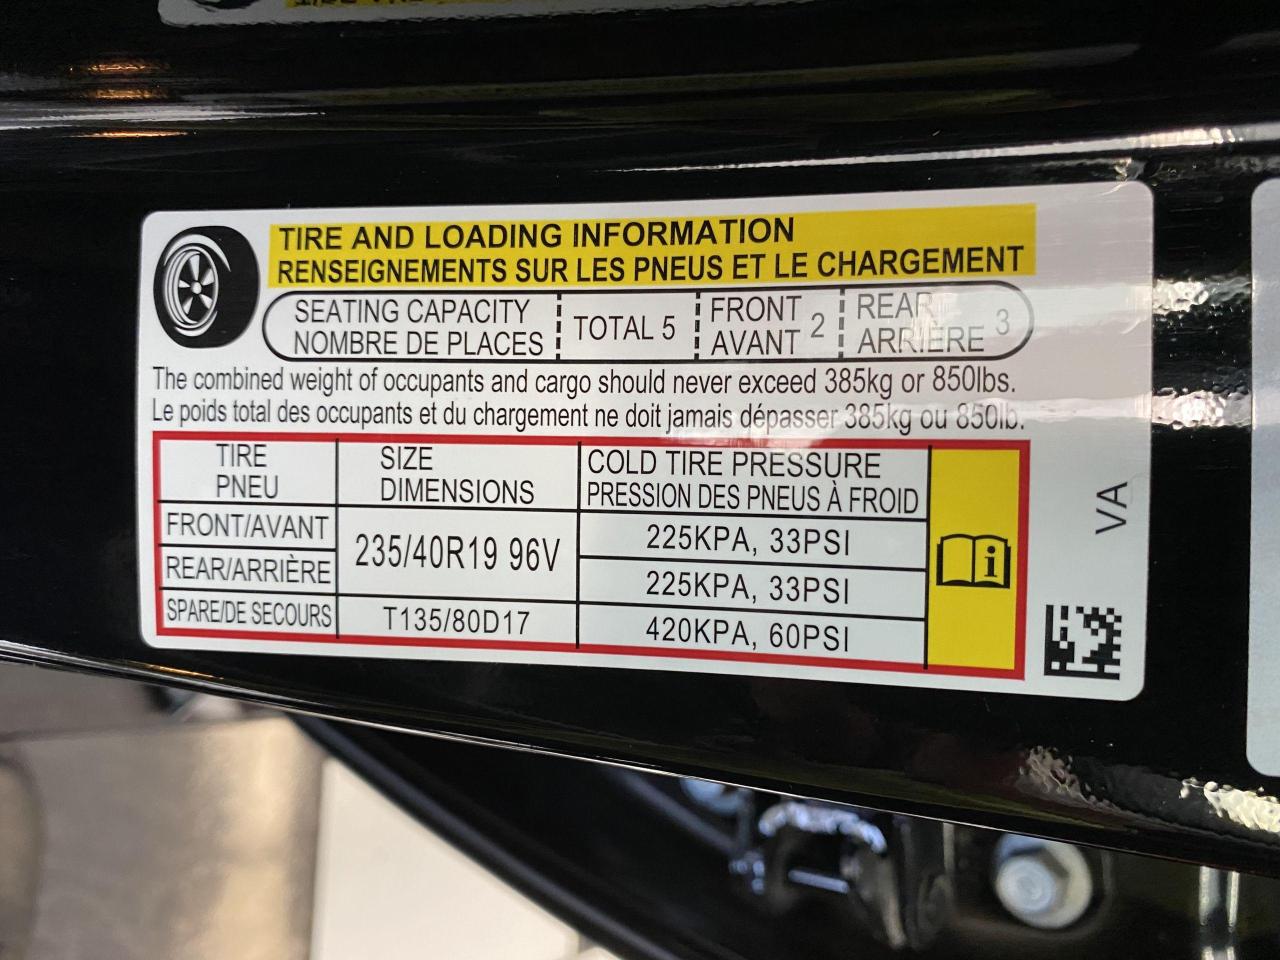 TIRE AND LOADING INFORMATION
RENSEIGNEMENTS SUR LES PNEUS ET LE CHARGEMENT
SEATING CAPACITY
NOMBRE DE PLACES
TOTAL 5
FRONT
AVANT 2
REAR
ARRIÈRE 3
The combined weight of occupants and cargo should never exceed 385kg or 850lbs.
Le poids total des occupants et du chargement ne doit jamais dépasser 385kg ou 850lb.
TIRE
PNEU
SIZE
DIMENSIONS
COLD TIRE PRESSURE
PRESSION DES PNEUS À FROID
FRONT/AVANT
235/40R19 96V
225KPA, 33PSI
REAR/ARRIÈRE
225KPA, 33PSI
SPARE/DE SECOURS
T135/80D17
420KPA, 60PSI
VA